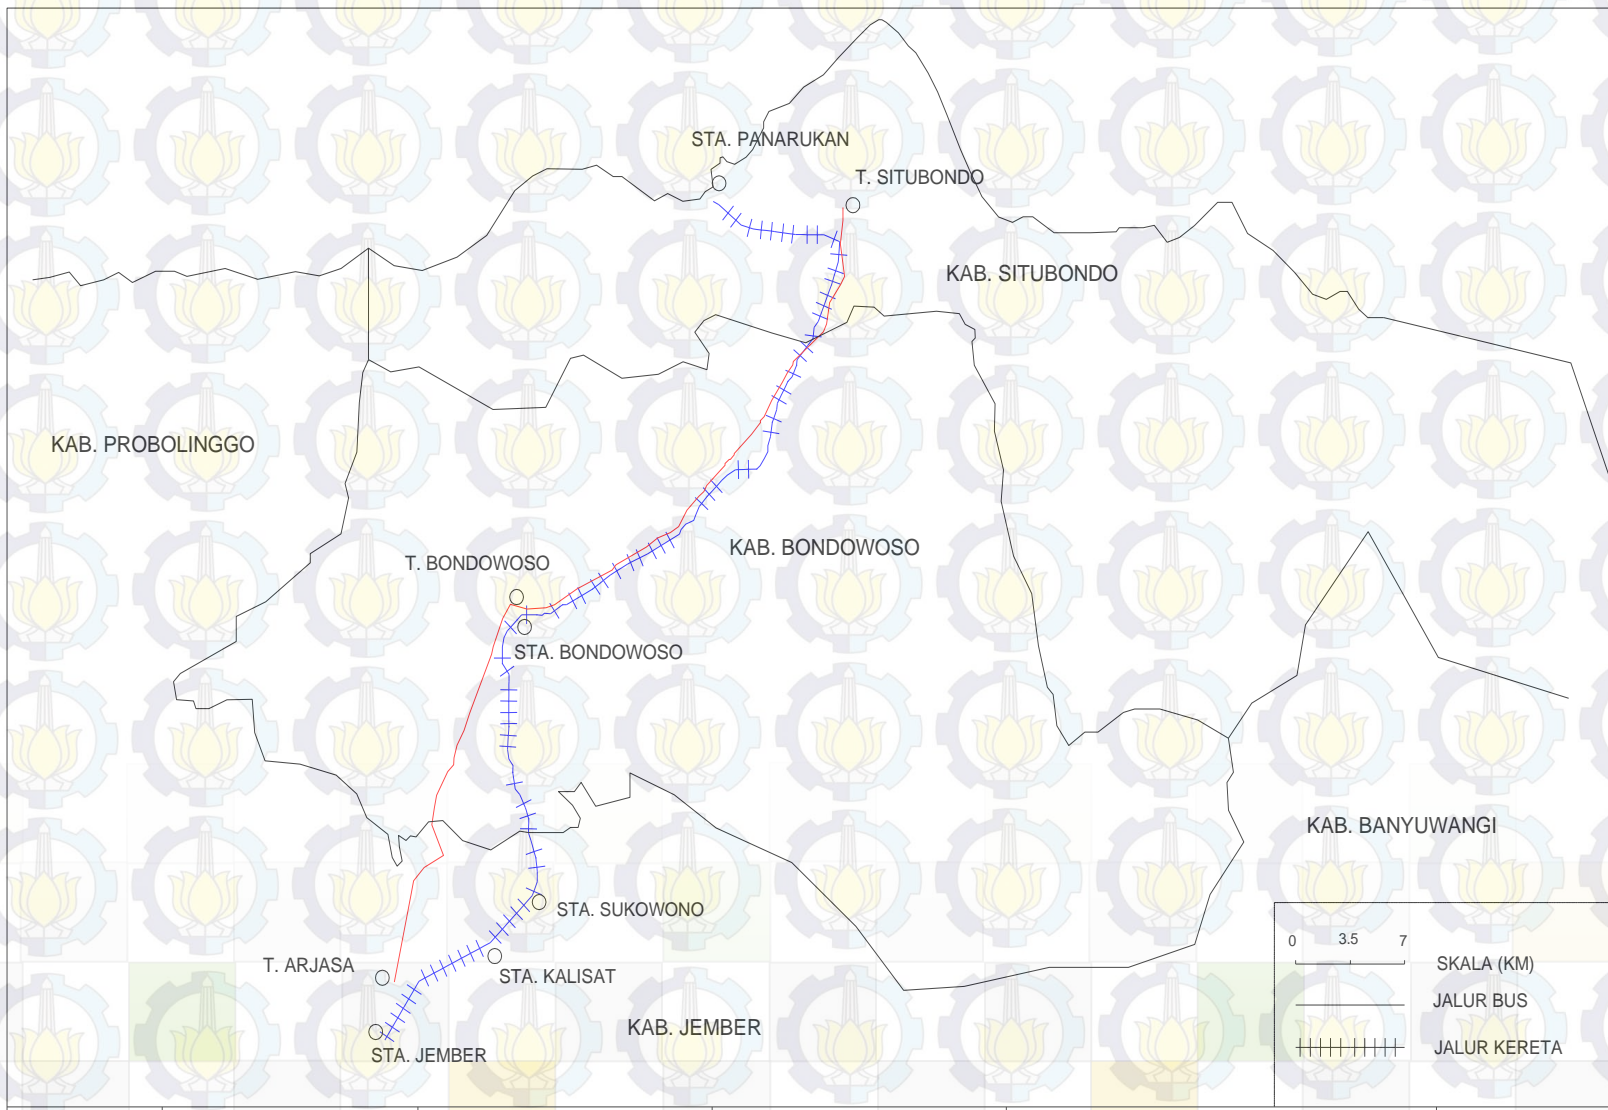 STA. PANARUKAN
T. SITUBONDO
KAB. SITUBONDO
KAB. PROBOLINGGO
KAB. BONDOWOSO
T. BONDOWOSO
STA. BONDOWOSO
KAB. BANYUWANGI
STA. SUKOWONO
T. ARJASA
STA. KALISAT
KAB. JEMBER
STA. JEMBER
0 3.5 7
SKALA (KM)
JALUR BUS
JALUR KERETA